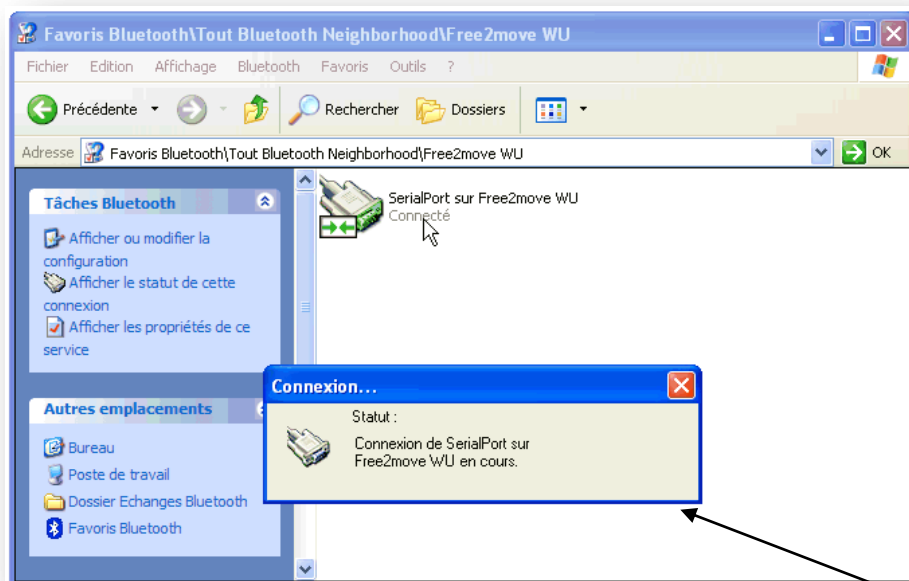 Favoris Bluetooth\Tout Bluetooth Neighborhood\Free2move WU
Fichier Edition Affichage Bluetooth Favoris Outils ?
Précédente Rechercher Dossiers
Adresse Favoris Bluetooth\Tout Bluetooth Neighborhood\Free2move WU OK
Tâches Bluetooth
Afficher ou modifier la
configuration
Afficher le statut de cette
connexion
Afficher les propriétés de ce
service
Autres emplacements
Bureau
Poste de travail
Dossier Echanges Bluetooth
Favoris Bluetooth
SerialPort sur Free2move WU
Connecté
Connexion...
Statut :
Connexion de SerialPort sur
Free2move WU en cours.